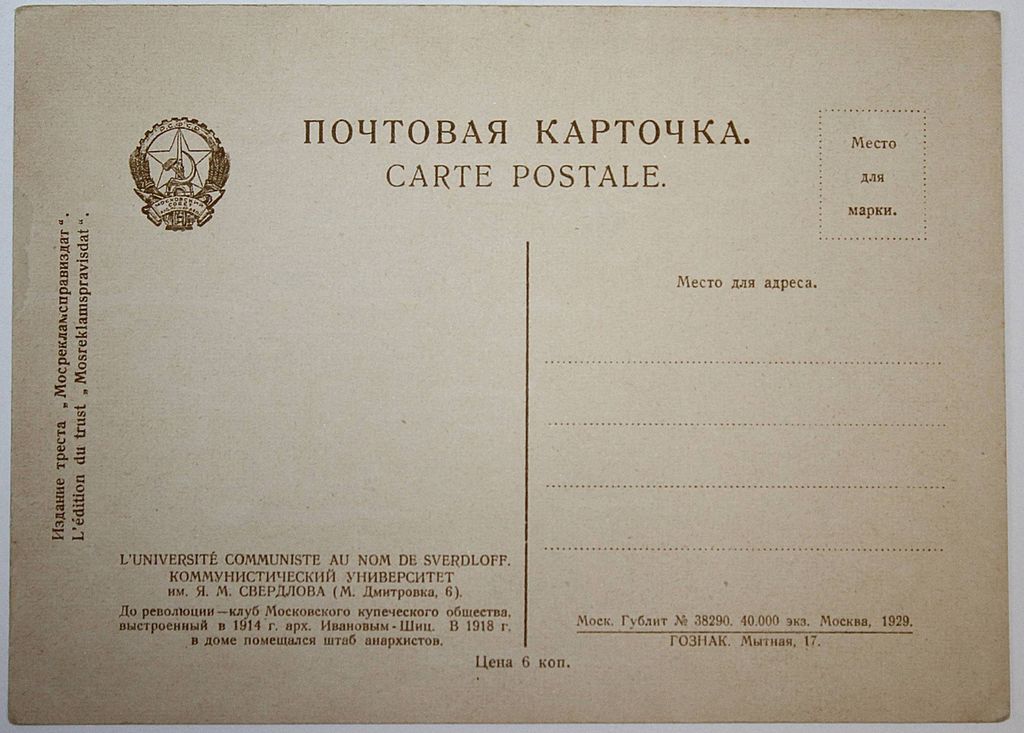 Р.С.Ф.С.Р.
МОСКОВСКИЙ
СОВЕТ
ПОЧТОВАЯ КАРТОЧКА.
CARTE POSTALE.
Место
для
марки.
Место для адреса.
Издание треста „Мосрекламсправиздат“.
L'édition du trust „Mosreklamspravisdat“.
L'UNIVERSITÉ COMMUNISTE AU NOM DE SVERDLOFF.
КОММУНИСТИЧЕСКИЙ УНИВЕРСИТЕТ
им. Я. М. СВЕРДЛОВА (М. Дмитровка, 6).
До революции—клуб Московского купеческого общества,
выстроенный в 1914 г. арх. Ивановым-Шиц. В 1918 г.
в доме помещался штаб анархистов.
Моск. Гублит № 38290. 40.000 экз. Москва, 1929.
ГОЗНАК. Мытная, 17.
Цена 6 коп.